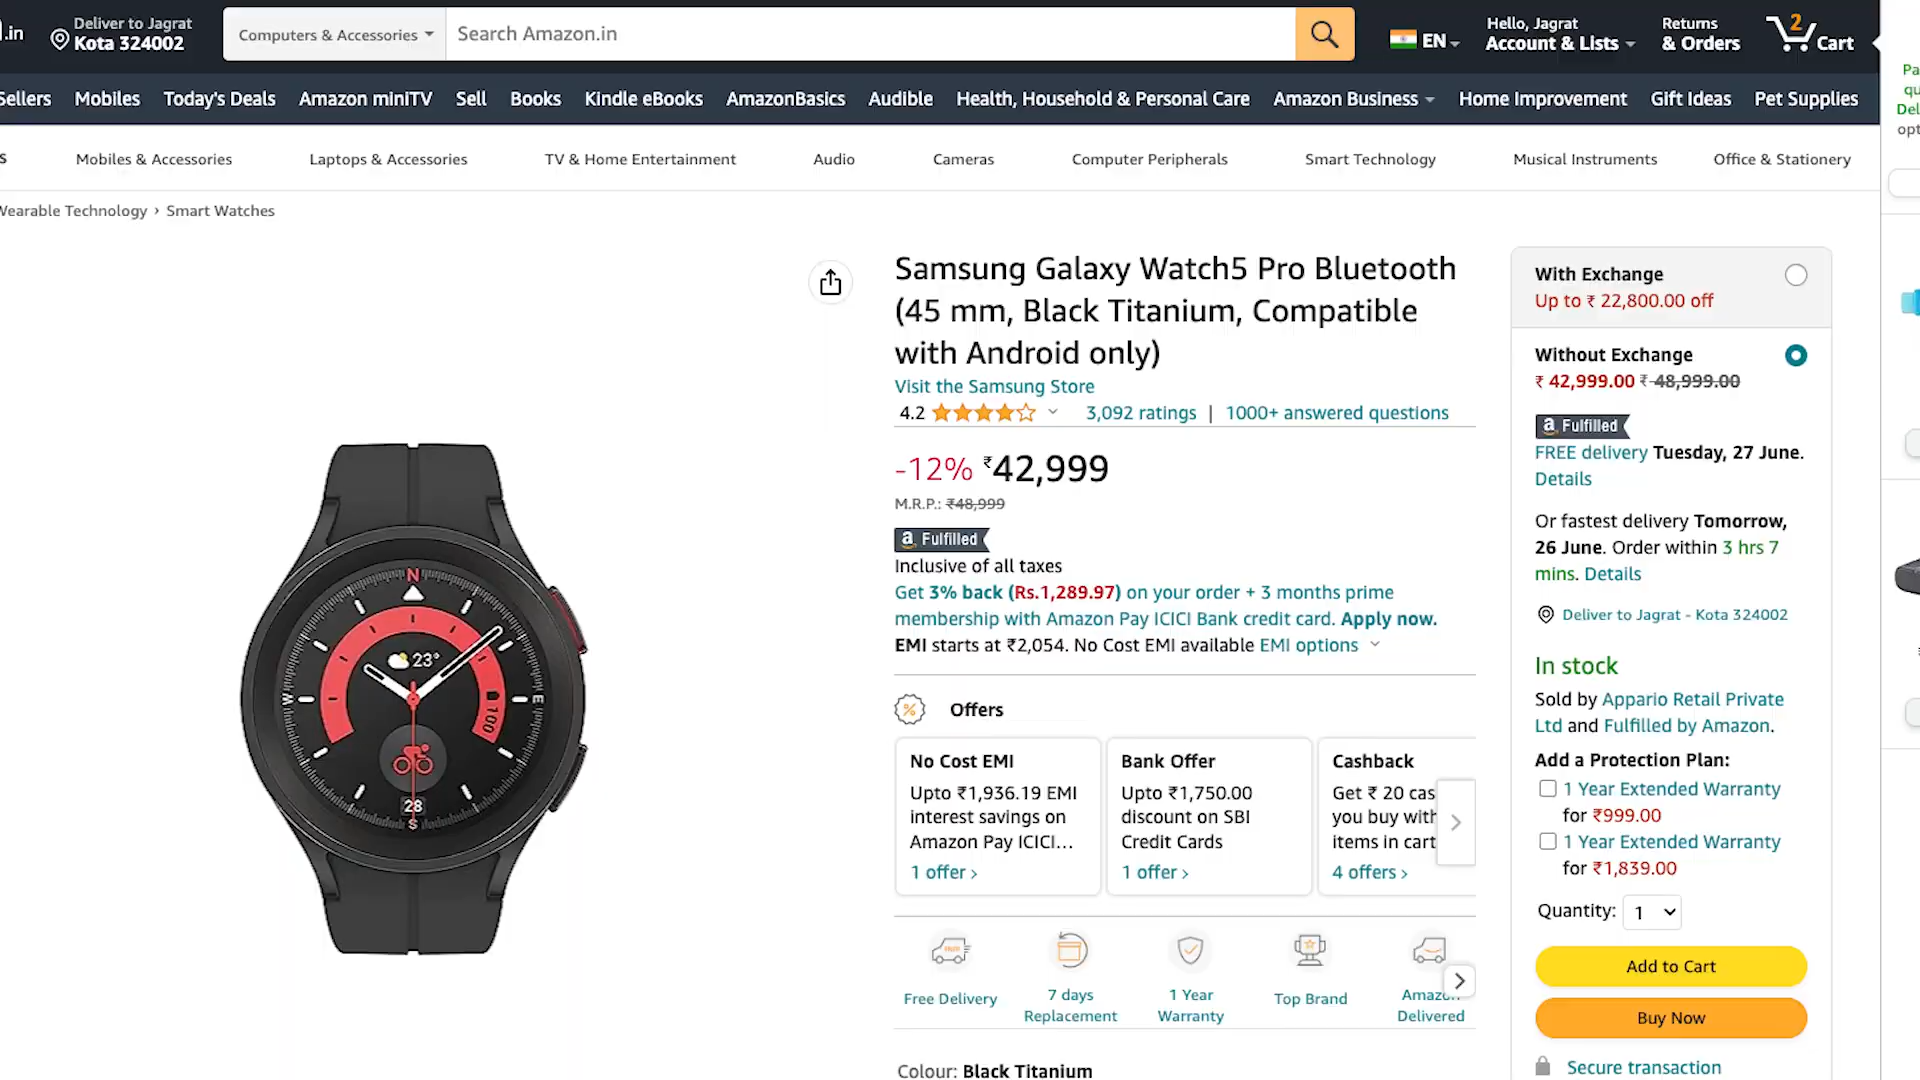 .in
Deliver to Jagrat
Kota 324002
Computers & Accessories
Search Amazon.in
EN
Hello, Jagrat
Account & Lists
Returns
& Orders
2
Cart
Sellers Mobiles Today's Deals Amazon miniTV Sell Books Kindle eBooks AmazonBasics Audible Health, Household & Personal Care Amazon Business Home Improvement Gift Ideas Pet Supplies
s Mobiles & Accessories Laptops & Accessories TV & Home Entertainment Audio Cameras Computer Peripherals Smart Technology Musical Instruments Office & Stationery
Wearable Technology › Smart Watches
N
23°
W
E
100
28
S
Samsung Galaxy Watch5 Pro Bluetooth
(45 mm, Black Titanium, Compatible
with Android only)
Visit the Samsung Store
4.2 3,092 ratings | 1000+ answered questions
-12% ₹42,999
M.R.P.: ₹48,999
a Fulfilled
Inclusive of all taxes
Get 3% back (Rs.1,289.97) on your order + 3 months prime
membership with Amazon Pay ICICI Bank credit card. Apply now.
EMI starts at ₹2,054. No Cost EMI available EMI options
% Offers
No Cost EMI
Upto ₹1,936.19 EMI
interest savings on
Amazon Pay ICICI...
1 offer ›
Bank Offer
Upto ₹1,750.00
discount on SBI
Credit Cards
1 offer ›
Cashback
Get ₹ 20 cas
you buy with
items in cart
4 offers ›
Free Delivery
7 days
Replacement
1 Year
Warranty
Top Brand
Amazon
Delivered
Colour: Black Titanium
With Exchange
Up to ₹ 22,800.00 off
Without Exchange
₹ 42,999.00 ₹ 48,999.00
a Fulfilled
FREE delivery Tuesday, 27 June.
Details
Or fastest delivery Tomorrow,
26 June. Order within 3 hrs 7
mins. Details
Deliver to Jagrat - Kota 324002
In stock
Sold by Appario Retail Private
Ltd and Fulfilled by Amazon.
Add a Protection Plan:
1 Year Extended Warranty
for ₹999.00
1 Year Extended Warranty
for ₹1,839.00
Quantity: 1
Add to Cart
Buy Now
Secure transaction
Pa
qu
Del
opt